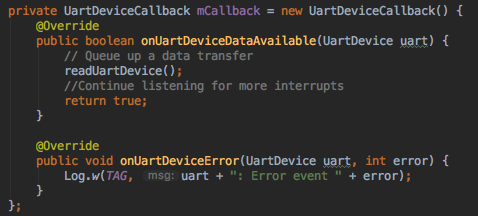 private UartDeviceCallback mCallback = new UartDeviceCallback() {
    @Override
    public boolean onUartDeviceDataAvailable(UartDevice uart) {
        // Queue up a data transfer
        readUartDevice();
        //Continue listening for more interrupts
        return true;
    }

    @Override
    public void onUartDeviceError(UartDevice uart, int error) {
        Log.w(TAG, msg: uart + ": Error event " + error);
    }
};